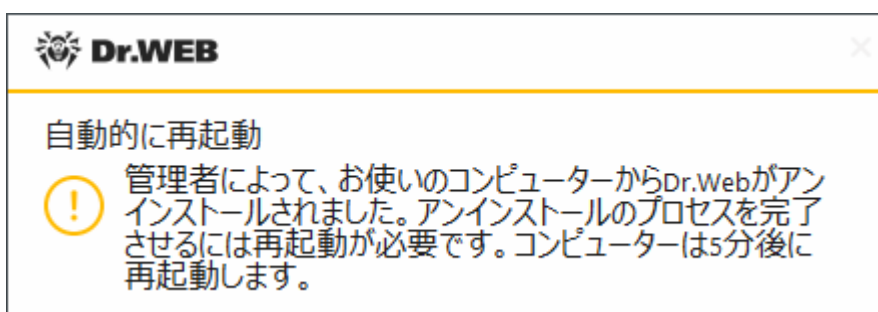 Dr.WEB
自動的に再起動
管理者によって、お使いのコンピューターからDr.Webがアン
インストールされました。アンインストールのプロセスを完了
させるには再起動が必要です。コンピューターは5分後に
再起動します。